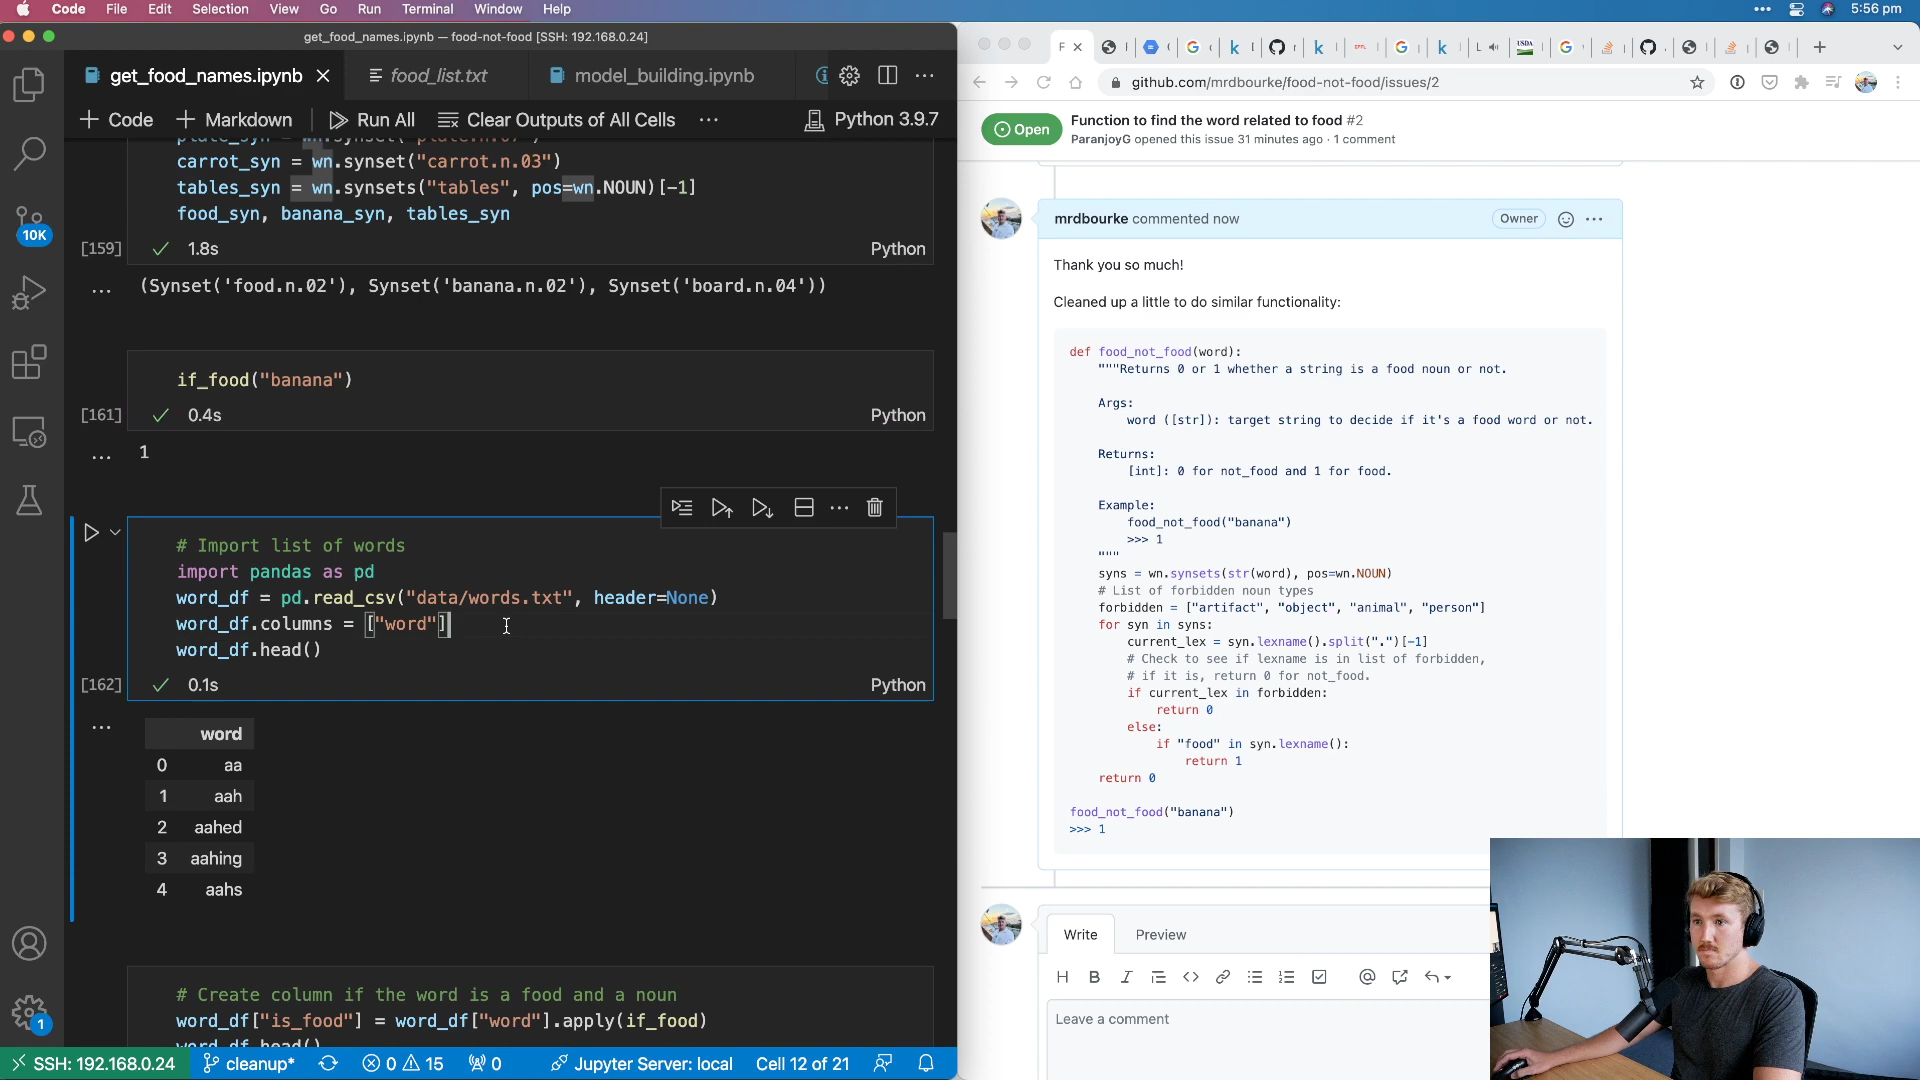 Code File Edit Selection View Go Run Terminal Window Help
5:56 pm
get_food_names.ipynb — food-not-food [SSH: 192.168.0.24]
get_food_names.ipynb food_list.txt model_building.ipynb
Code Markdown Run All Clear Outputs of All Cells Python 3.9.7
carrot_syn = wn.synset("carrot.n.03")
tables_syn = wn.synsets("tables", pos=wn.NOUN)[-1]
food_syn, banana_syn, tables_syn
[159] 1.8s Python
(Synset('food.n.02'), Synset('banana.n.02'), Synset('board.n.04'))
if_food("banana")
[161] 0.4s Python
1
# Import list of words
import pandas as pd
word_df = pd.read_csv("data/words.txt", header=None)
word_df.columns = ["word"]
word_df.head()
[162] 0.1s Python
word
0 aa
1 aah
2 aahed
3 aahing
4 aahs
# Create column if the word is a food and a noun
word_df["is_food"] = word_df["word"].apply(if_food)
word_df.head()
10K
1
SSH: 192.168.0.24 cleanup* 0 15 0 Jupyter Server: local Cell 12 of 21
github.com/mrdbourke/food-not-food/issues/2
Open
Function to find the word related to food #2
ParanjoyG opened this issue 31 minutes ago · 1 comment
mrdbourke commented now Owner
Thank you so much!
Cleaned up a little to do similar functionality:
def food_not_food(word):
"""Returns 0 or 1 whether a string is a food noun or not.
Args:
word ([str]): target string to decide if it's a food word or not.
Returns:
[int]: 0 for not_food and 1 for food.
Example:
food_not_food("banana")
>>> 1
"""
syns = wn.synsets(str(word), pos=wn.NOUN)
# List of forbidden noun types
forbidden = ["artifact", "object", "animal", "person"]
for syn in syns:
current_lex = syn.lexname().split(".")[-1]
# Check to see if lexname is in list of forbidden,
# if it is, return 0 for not_food.
if current_lex in forbidden:
return 0
else:
if "food" in syn.lexname():
return 1
return 0
food_not_food("banana")
>>> 1
Write Preview
Leave a comment